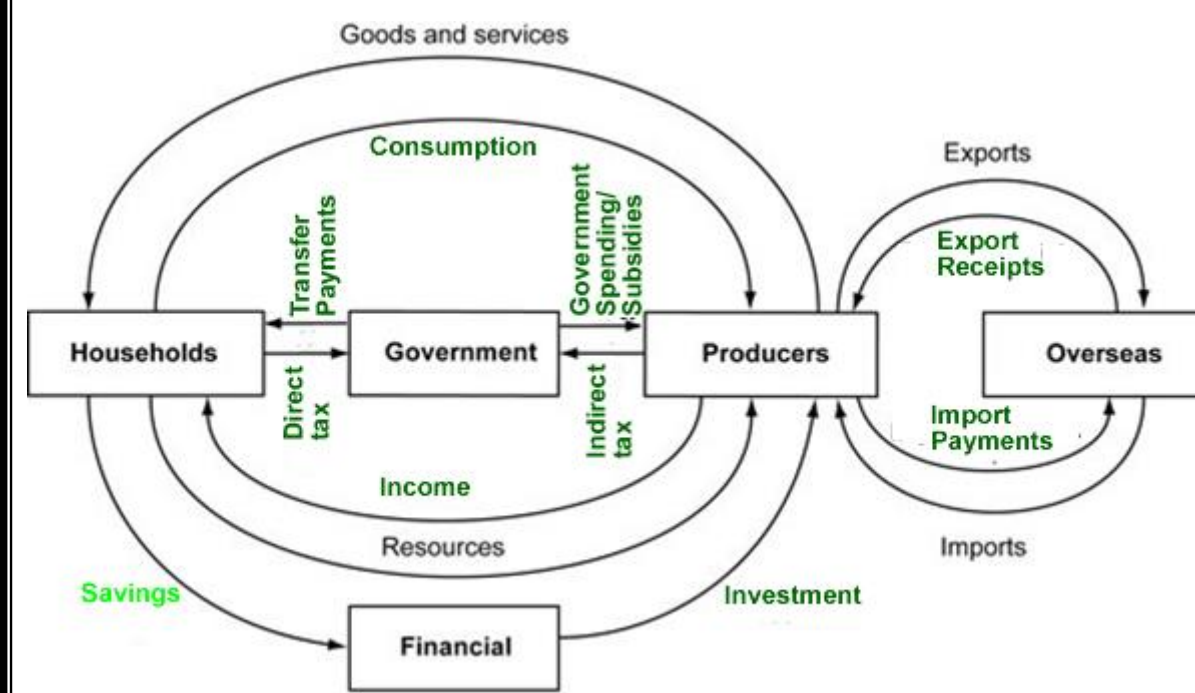 Goods and services
Consumption
Exports
Transfer
Payments
Government
Spending/
Subsidies
Export
Receipts
Households
Government
Producers
Overseas
Direct
tax
Indirect
tax
Import
Payments
Income
Resources
Imports
Savings
Investment
Financial